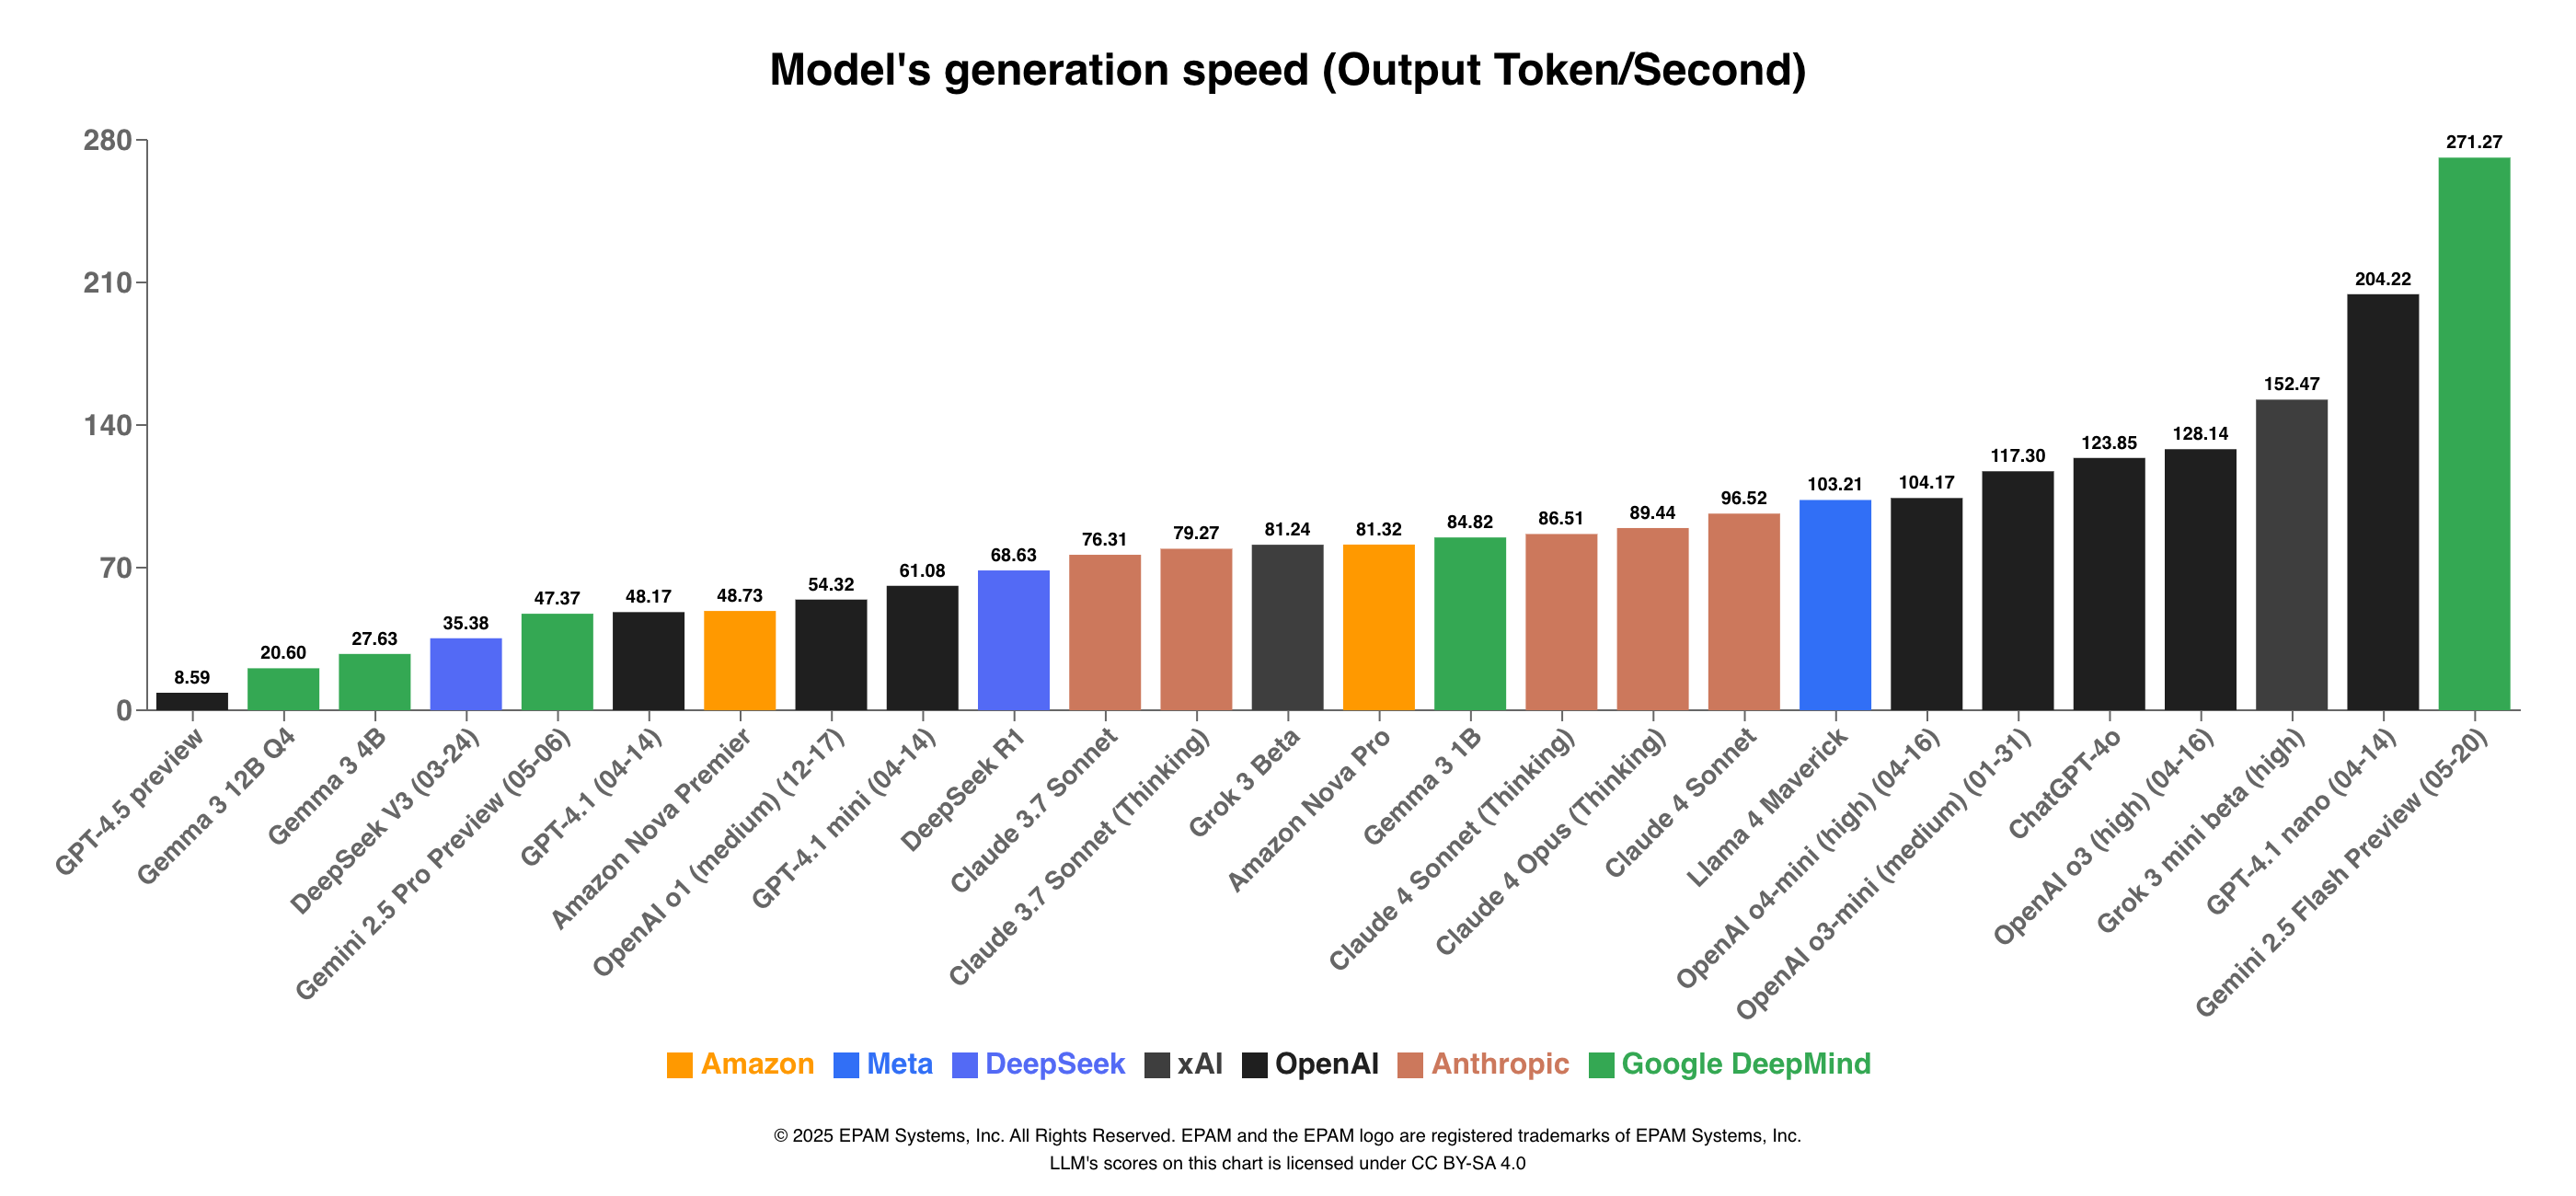 Model's generation speed (Output Token/Second)
280
210
140
70
0
8.59
20.60
27.63
35.38
47.37
48.17
48.73
54.32
61.08
68.63
76.31
79.27
81.24
81.32
84.82
86.51
89.44
96.52
103.21
104.17
117.30
123.85
128.14
152.47
204.22
271.27
GPT-4.5 preview
Gemma 3 12B Q4
Gemma 3 4B
DeepSeek V3 (03-24)
Gemini 2.5 Pro Preview (05-06)
GPT-4.1 (04-14)
Amazon Nova Premier
OpenAI o1 (medium) (12-17)
GPT-4.1 mini (04-14)
DeepSeek R1
Claude 3.7 Sonnet
Claude 3.7 Sonnet (Thinking)
Grok 3 Beta
Amazon Nova Pro
Gemma 3 1B
Claude 4 Sonnet (Thinking)
Claude 4 Opus (Thinking)
Claude 4 Sonnet
Llama 4 Maverick
OpenAI o4-mini (high) (04-16)
OpenAI o3-mini (medium) (01-31)
ChatGPT-4o
OpenAI o3 (high) (04-16)
Grok 3 mini beta (high)
GPT-4.1 nano (04-14)
Gemini 2.5 Flash Preview (05-20)
Amazon Meta DeepSeek xAI OpenAI Anthropic Google DeepMind
© 2025 EPAM Systems, Inc. All Rights Reserved. EPAM and the EPAM logo are registered trademarks of EPAM Systems, Inc.
LLM's scores on this chart is licensed under CC BY-SA 4.0